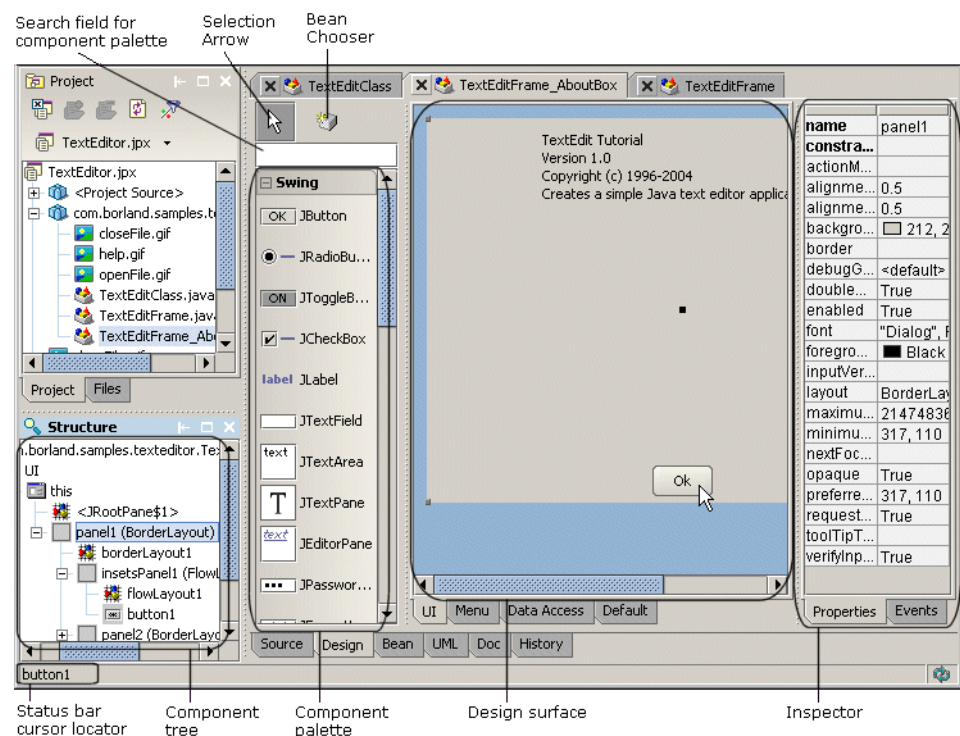 Search field for
component palette
Selection
Arrow
Bean
Chooser
Project
TextEditor.jpx
TextEditor.jpx
<Project Source>
com.borland.samples.t
closeFile.gif
help.gif
openFile.gif
TextEditClass.java
TextEditFrame.jav
TextEditFrame_Ab
Project Files
Structure
.borland.samples.texteditor.Te
UI
this
<JRootPane$1>
panel1 (BorderLayout)
borderLayout1
insetsPanel1 (FlowL
flowLayout1
button1
panel2 (BorderLayo
button1
TextEditClass
TextEditFrame_AboutBox
TextEditFrame
Swing
OK JButton
JRadioBu...
ON JToggleB...
JCheckBox
label JLabel
JTextField
text JTextArea
T JTextPane
text JEditorPane
JPasswor...
TextEdit Tutorial
Version 1.0
Copyright (c) 1996-2004
Creates a simple Java text editor applica
Ok
UI Menu Data Access Default
Source Design Bean UML Doc History
name panel1
constra...
actionM...
alignme... 0.5
alignme... 0.5
backgro... 212, 2
border
debugG... <default>
double... True
enabled True
font "Dialog", F
foregro... Black
inputVer...
layout BorderLay
maximu... 21474836
minimu... 317, 110
nextFoc...
opaque True
preferre... 317, 110
request... True
toolTipT...
verifyInp... True
Properties Events
Status bar
cursor locator
Component
tree
Component
palette
Design surface
Inspector